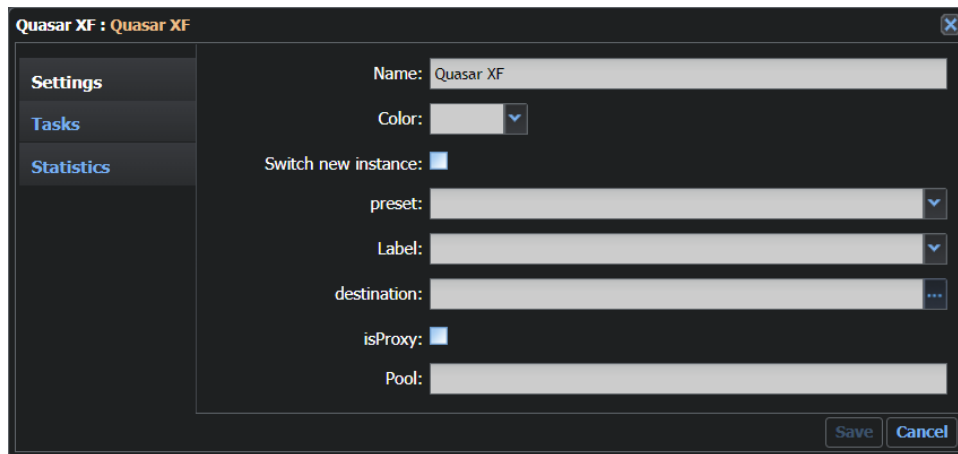 Quasar XF : Quasar XF
Settings
Tasks
Statistics
Name: Quasar XF
Color:
Switch new instance:
preset:
Label:
destination:
...
isProxy:
Pool:
Save Cancel